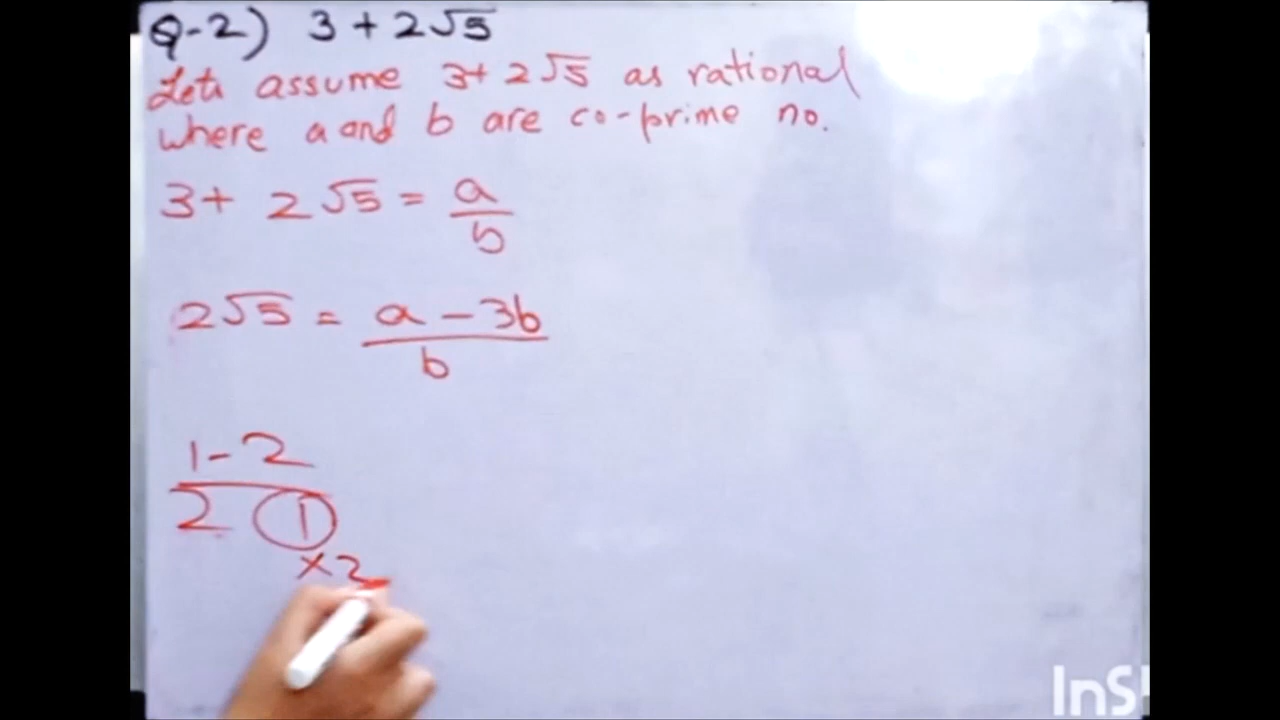 Q-2) 3 + 2√5
Lets assume 3+ 2√5 as rational
where a and b are co-prime no.
3+ 2√5 = a/b
2√5 = a - 3b/b
1 - 2
2 1
×2
InS